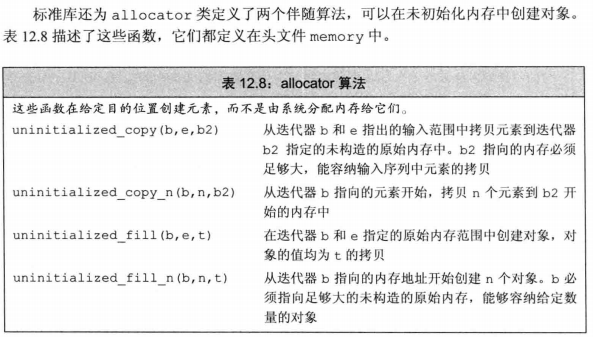 标准库还为 allocator 类定义了两个伴随算法，可以在未初始化内存中创建对象。
表 12.8 描述了这些函数，它们都定义在头文件 memory 中。
表 12.8：allocator 算法
这些函数在给定目的位置创建元素，而不是由系统分配内存给它们。
uninitialized_copy(b,e,b2) 从迭代器 b 和 e 指出的输入范围中拷贝元素到迭代器
b2 指定的未构造的原始内存中。b2 指向的内存必须
足够大，能容纳输入序列中元素的拷贝
uninitialized_copy_n(b,n,b2) 从迭代器 b 指向的元素开始，拷贝 n 个元素到 b2 开
始的内存中
uninitialized_fill(b,e,t) 在迭代器 b 和 e 指定的原始内存范围中创建对象，对
象的值均为 t 的拷贝
uninitialized_fill_n(b,n,t) 从迭代器 b 指向的内存地址开始创建 n 个对象。b 必
须指向足够大的未构造的原始内存，能够容纳给定数
量的对象